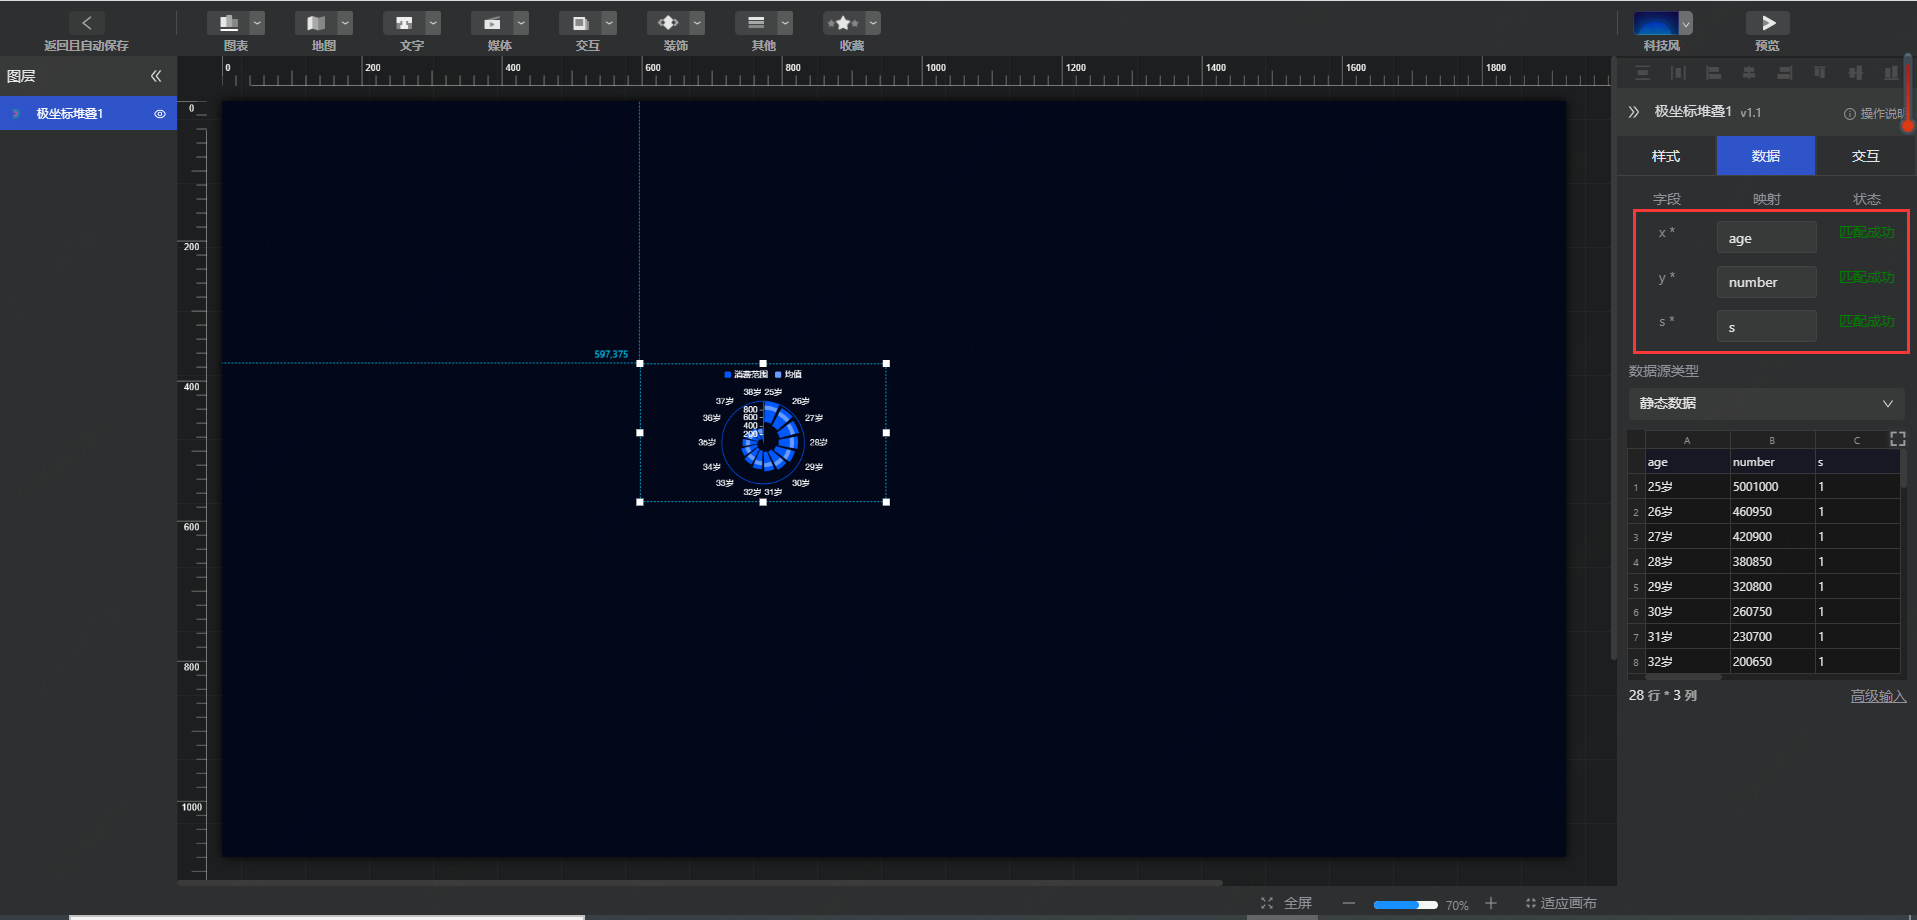 返回且自动保存
图表
地图
文字
媒体
交互
装饰
其他
收藏
科技风
预览
图层
极坐标堆叠1
0
200
400
600
800
1000
1200
1400
1600
1800
0
200
400
600
800
1000
597,375
消费范围 均值
38岁 25岁
37岁 26岁
36岁 27岁
35岁 28岁
34岁 29岁
33岁 30岁
32岁 31岁
800
600
400
200
极坐标堆叠1 v1.1
操作说明
样式 数据 交互
字段 映射 状态
x * age 匹配成功
y * number 匹配成功
s * s 匹配成功
数据源类型
静态数据
A B C
age number s
1 25岁 5001000 1
2 26岁 460950 1
3 27岁 420900 1
4 28岁 380850 1
5 29岁 320800 1
6 30岁 260750 1
7 31岁 230700 1
8 32岁 200650 1
28 行 * 3 列
高级输入
全屏
70%
适应画布